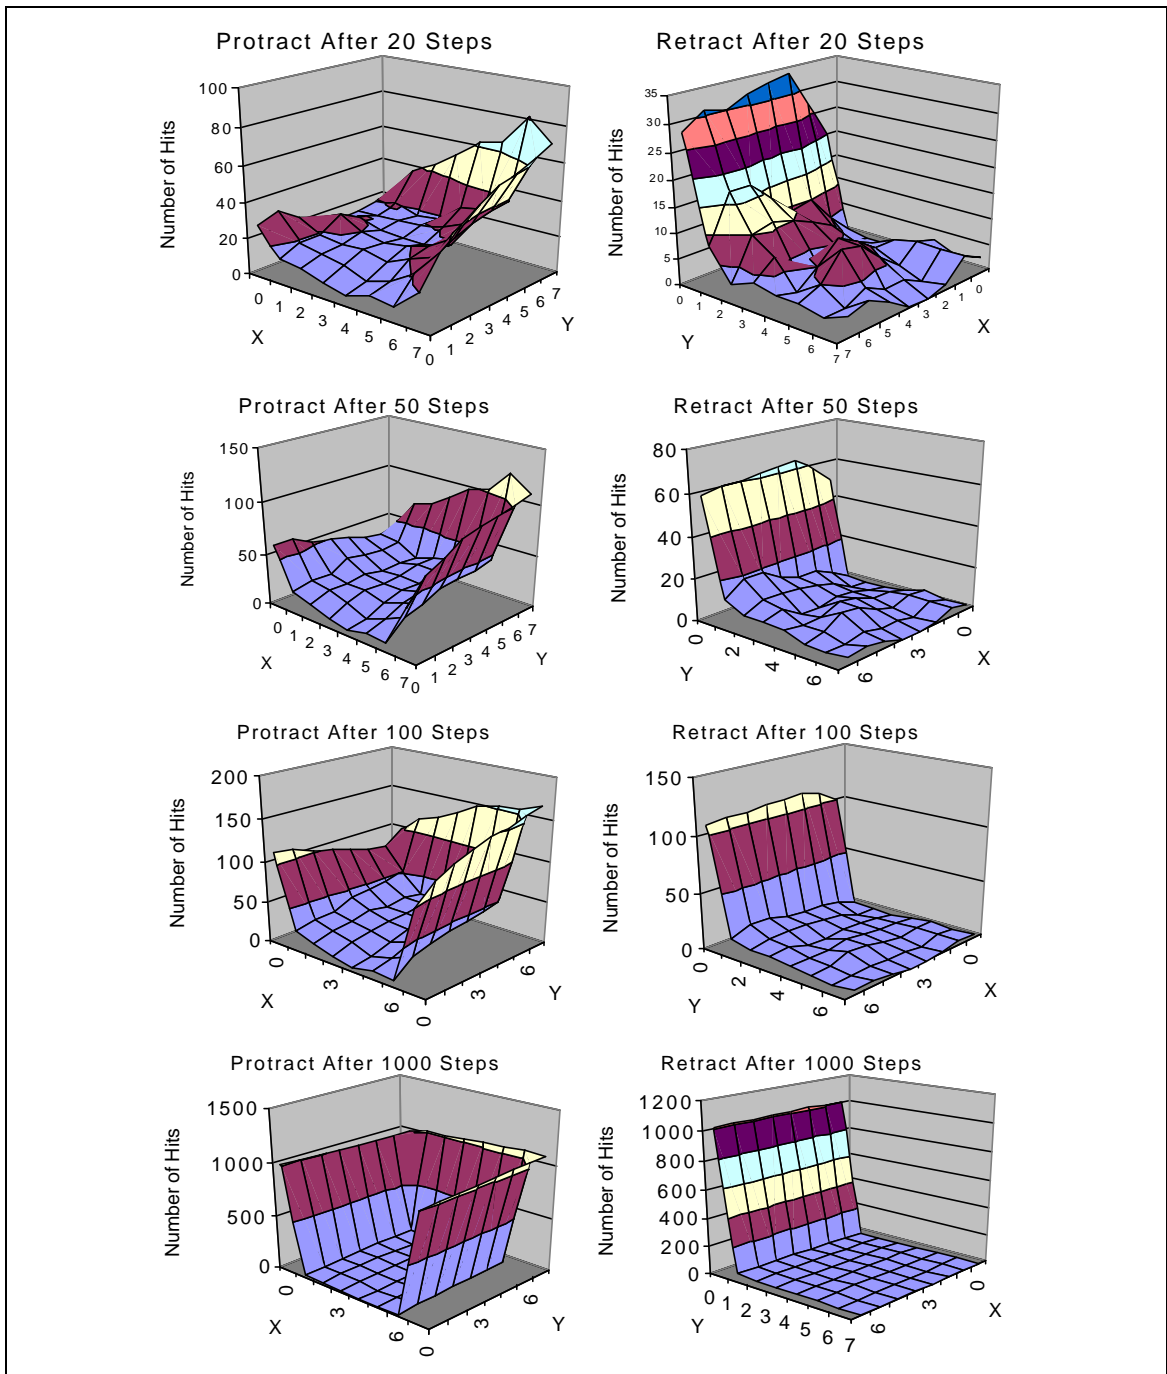 Protract After 20 Steps
Number of Hits
100
80
60
40
20
0
0 1 2 3 4 5 6 7
X
0 1 2 3 4 5 6 7
Y
Retract After 20 Steps
Number of Hits
35
30
25
20
15
10
5
0
0 1 2 3 4 5 6 7
Y
7 6 5 4 3 2 1 0
X
Protract After 50 Steps
Number of Hits
150
100
50
0
0 1 2 3 4 5 6 7
X
0 1 2 3 4 5 6 7
Y
Retract After 50 Steps
Number of Hits
80
60
40
20
0
0 2 4 6
Y
6 3 0
X
Protract After 100 Steps
Number of Hits
200
150
100
50
0
0 3 6
X
0 3 6
Y
Retract After 100 Steps
Number of Hits
150
100
50
0
0 2 4 6
Y
6 3 0
X
Protract After 1000 Steps
Number of Hits
1500
1000
500
0
0 3 6
X
0 3 6
Y
Retract After 1000 Steps
Number of Hits
1200
1000
800
600
400
200
0
0 1 2 3 4 5 6 7
Y
6 3 0
X